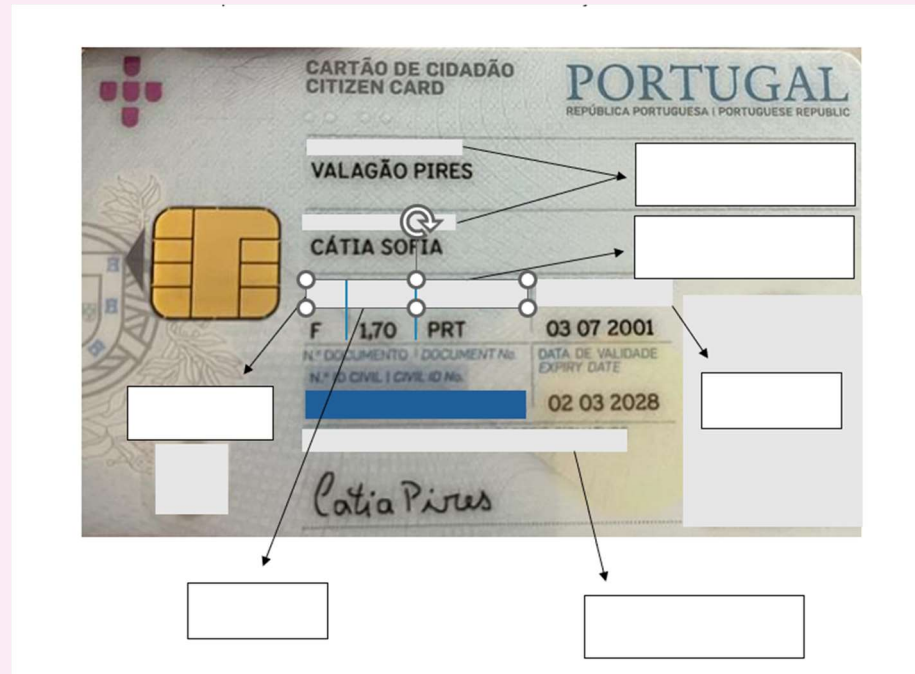 CARTÃO DE CIDADÃO
CITIZEN CARD
PORTUGAL
REPÚBLICA PORTUGUESA | PORTUGUESE REPUBLIC
VALAGÃO PIRES
CÁTIA SOFIA
F 1,70 PRT 03 07 2001
N.º DOCUMENTO | DOCUMENT No. DATA DE VALIDADE
EXPIRY DATE
N.º ID CIVIL | CIVIL ID No.
02 03 2028
Catia Pires